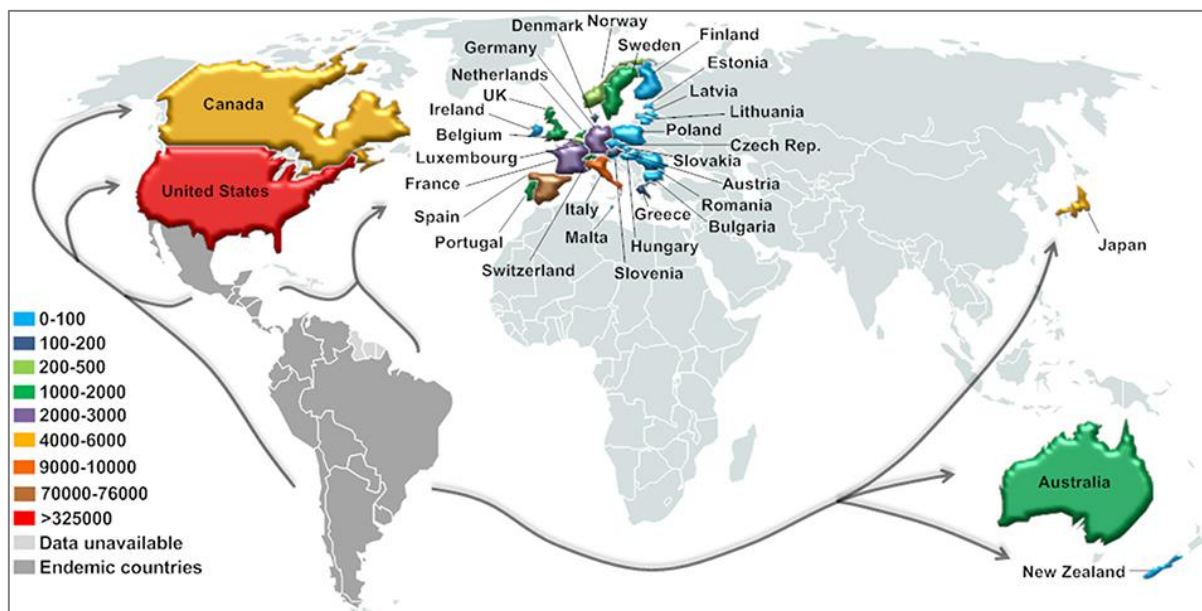 Norway
Denmark
Finland
Germany
Sweden
Estonia
Netherlands
Latvia
UK
Ireland
Lithuania
Belgium
Poland
Czech Rep.
Luxembourg
Slovakia
France
Austria
Spain
Romania
Italy
Greece
Bulgaria
Portugal
Malta
Hungary
Switzerland
Slovenia
Canada
United States
Japan
Australia
New Zealand
0-100
100-200
200-500
1000-2000
2000-3000
4000-6000
9000-10000
70000-76000
>325000
Data unavailable
Endemic countries